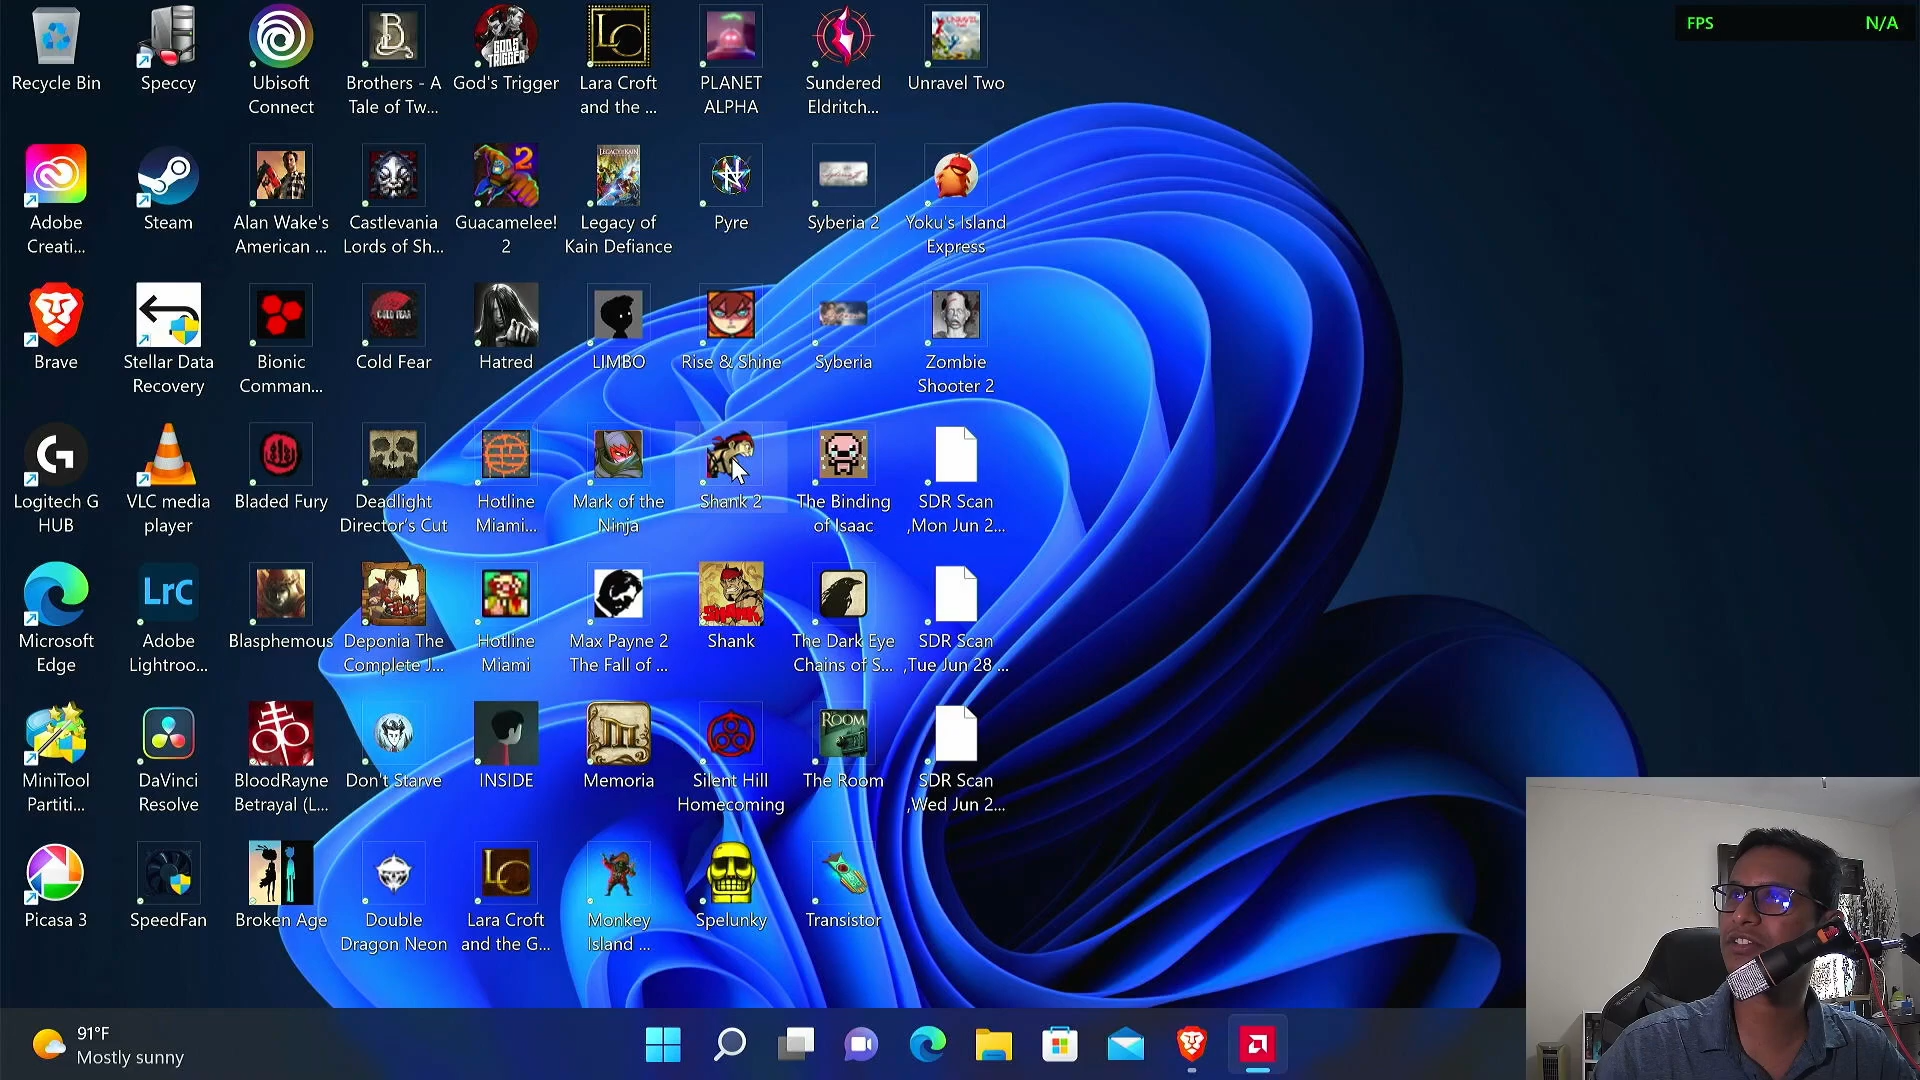 FPS N/A
Recycle Bin
Speccy
Ubisoft
Connect
Brothers - A
Tale of Tw...
God's Trigger
Lara Croft
and the ...
PLANET
ALPHA
Sundered
Eldritch...
Unravel Two
Adobe
Creati...
Steam
Alan Wake's
American ...
Castlevania
Lords of Sh...
Guacamelee!
2
Legacy of
Kain Defiance
Pyre
Syberia 2
Yoku's Island
Express
Brave
Stellar Data
Recovery
Bionic
Comman...
Cold Fear
Hatred
LIMBO
Rise & Shine
Syberia
Zombie
Shooter 2
Logitech G
HUB
VLC media
player
Bladed Fury
Deadlight
Director's Cut
Hotline
Miami...
Mark of the
Ninja
Shank 2
The Binding
of Isaac
SDR Scan
,Mon Jun 2...
Microsoft
Edge
LrC
Adobe
Lightroo...
Blasphemous
Deponia The
Complete J...
Hotline
Miami
Max Payne 2
The Fall of ...
Shank
The Dark Eye
Chains of S...
SDR Scan
,Tue Jun 28 ...
MiniTool
Partiti...
DaVinci
Resolve
BloodRayne
Betrayal (L...
Don't Starve
INSIDE
Memoria
Silent Hill
Homecoming
ROOM
The Room
SDR Scan
,Wed Jun 2...
Picasa 3
SpeedFan
Broken Age
Double
Dragon Neon
LC
Lara Croft
and the G...
Monkey
Island ...
Spelunky
Transistor
91°F
Mostly sunny